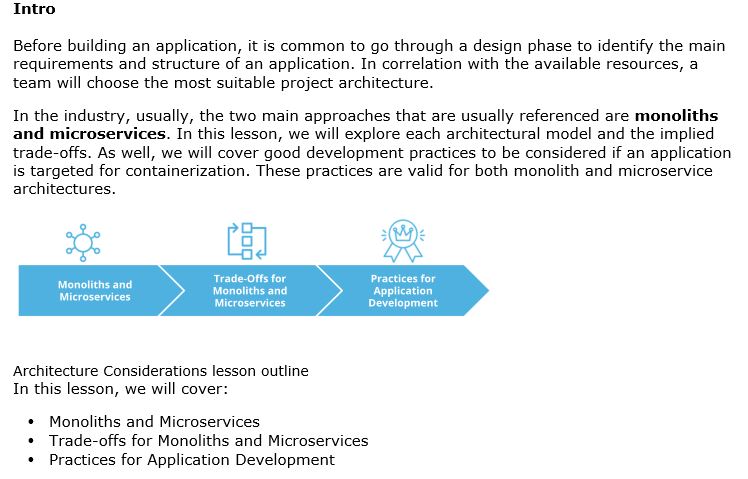 Intro
Before building an application, it is common to go through a design phase to identify the main
requirements and structure of an application. In correlation with the available resources, a
team will choose the most suitable project architecture.
In the industry, usually, the two main approaches that are usually referenced are monoliths
and microservices. In this lesson, we will explore each architectural model and the implied
trade-offs. As well, we will cover good development practices to be considered if an application
is targeted for containerization. These practices are valid for both monolith and microservice
architectures.
Monoliths and
Microservices
Trade-Offs for
Monoliths and
Microservices
Practices for
Application
Development
Architecture Considerations lesson outline
In this lesson, we will cover:
• Monoliths and Microservices
• Trade-offs for Monoliths and Microservices
• Practices for Application Development